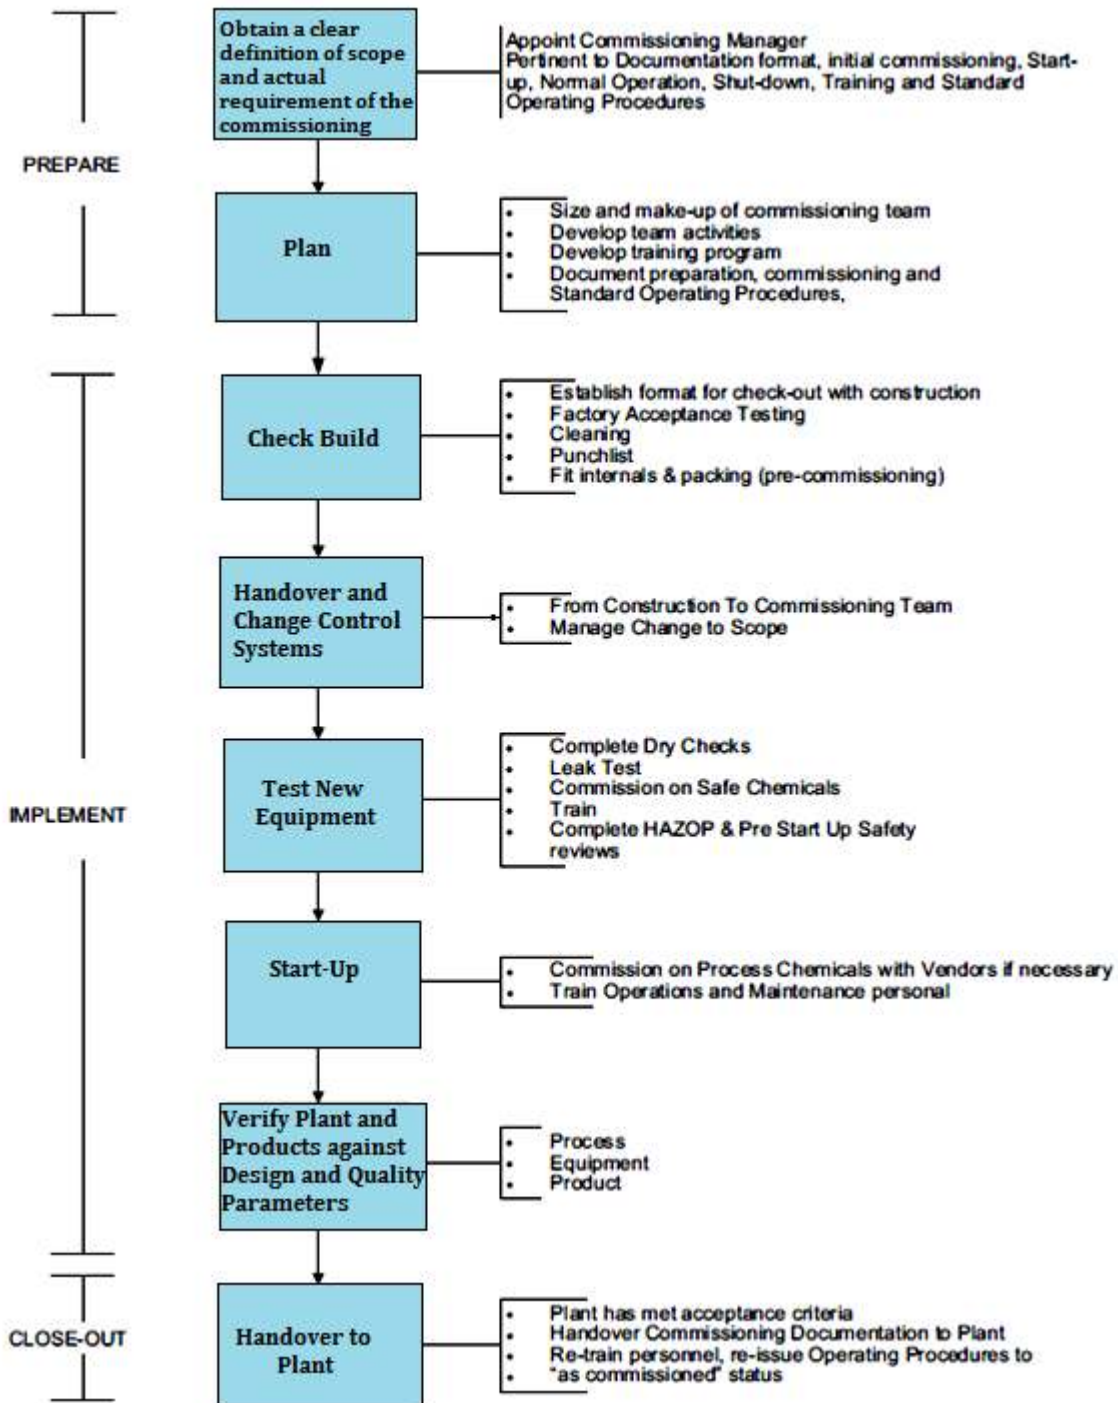 Obtain a clear
definition of scope
and actual
requirement of the
commissioning
Appoint Commissioning Manager
Pertinent to Documentation format, initial commissioning, Start-
up, Normal Operation, Shut-down, Training and Standard
Operating Procedures
PREPARE
Plan
• Size and make-up of commissioning team
• Develop team activities
• Develop training program
• Document preparation, commissioning and
Standard Operating Procedures,
Check Build
• Establish format for check-out with construction
• Factory Acceptance Testing
• Cleaning
• Punchlist
• Fit internals & packing (pre-commissioning)
Handover and
Change Control
Systems
• From Construction To Commissioning Team
• Manage Change to Scope
IMPLEMENT
Test New
Equipment
• Complete Dry Checks
• Leak Test
• Commission on Safe Chemicals
• Train
• Complete HAZOP & Pre Start Up Safety
reviews
Start-Up
• Commission on Process Chemicals with Vendors if necessary
• Train Operations and Maintenance personal
Verify Plant and
Products against
Design and Quality
Parameters
• Process
• Equipment
• Product
CLOSE-OUT
Handover to
Plant
• Plant has met acceptance criteria
• Handover Commissioning Documentation to Plant
• Re-train personnel, re-issue Operating Procedures to
• "as commissioned" status